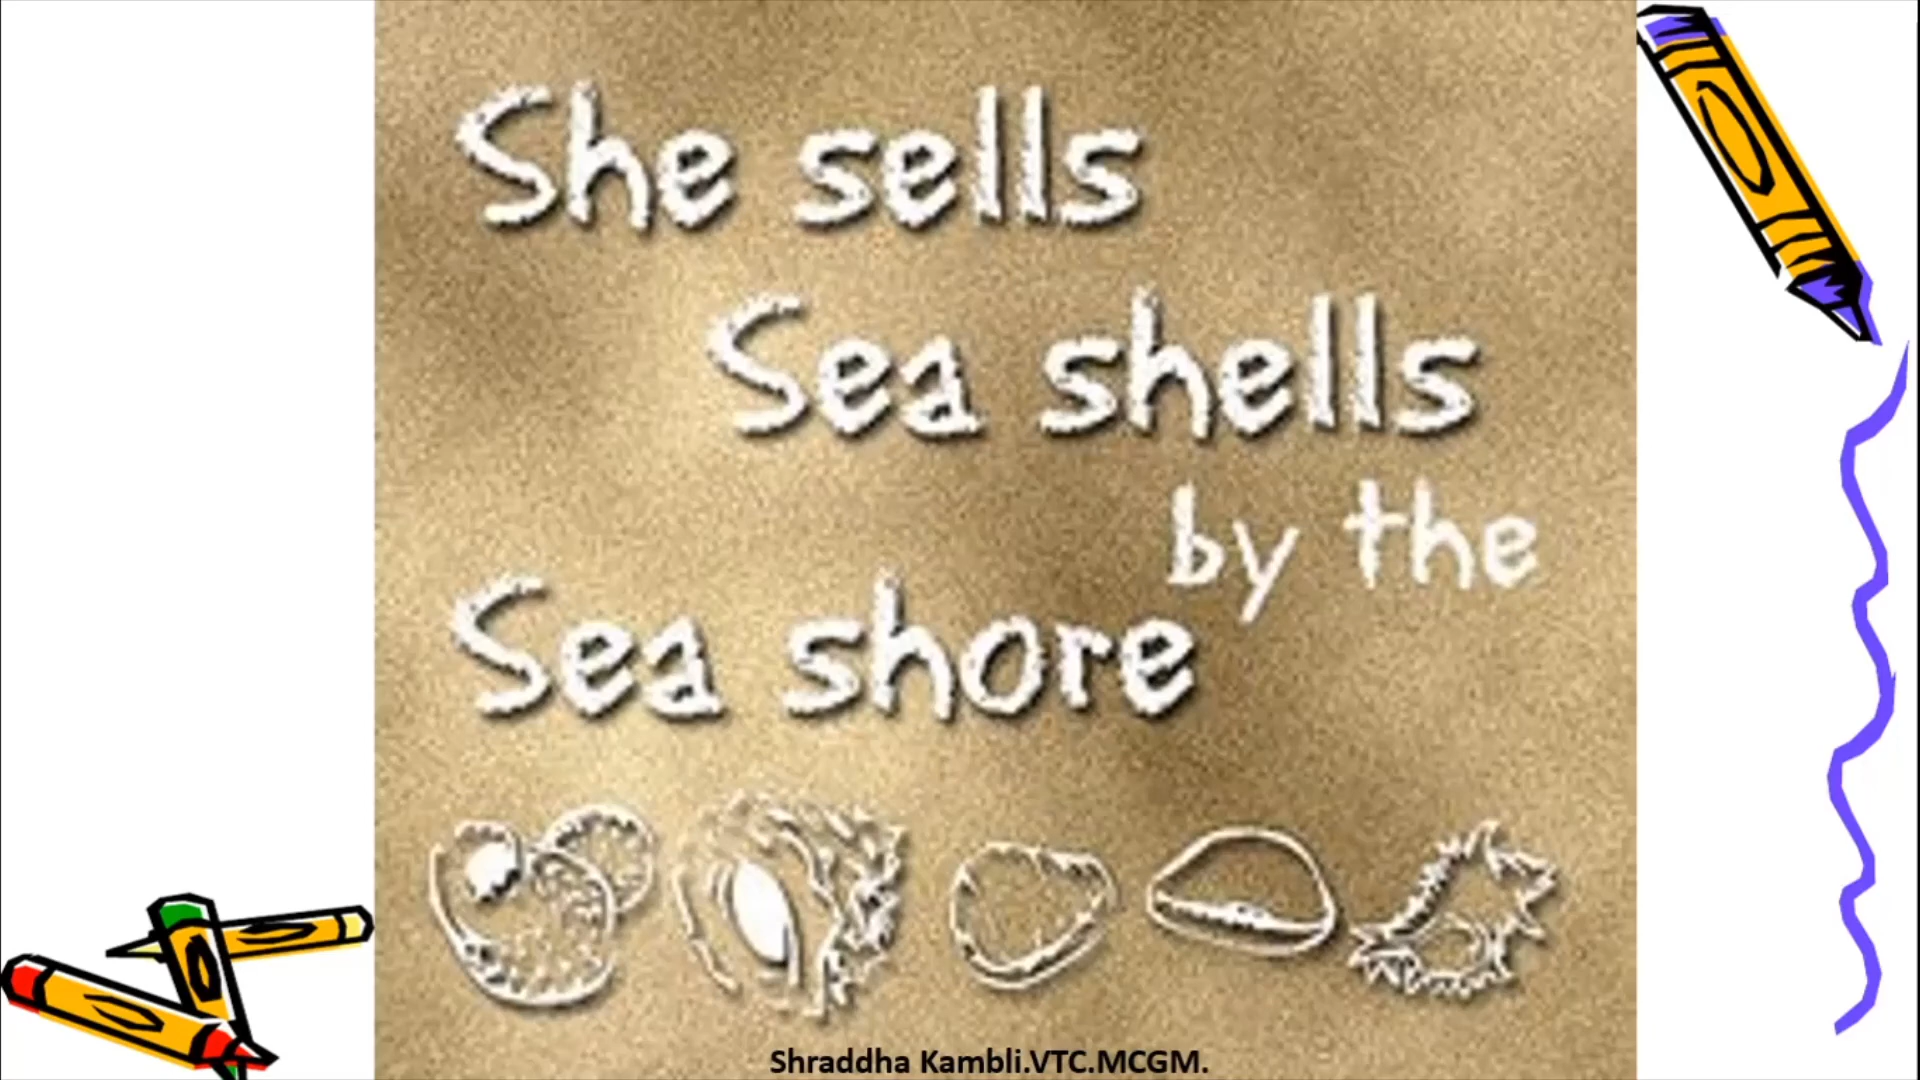 She sells
Sea shells
by the
Sea shore
Shraddha Kambli.VTC.MCGM.